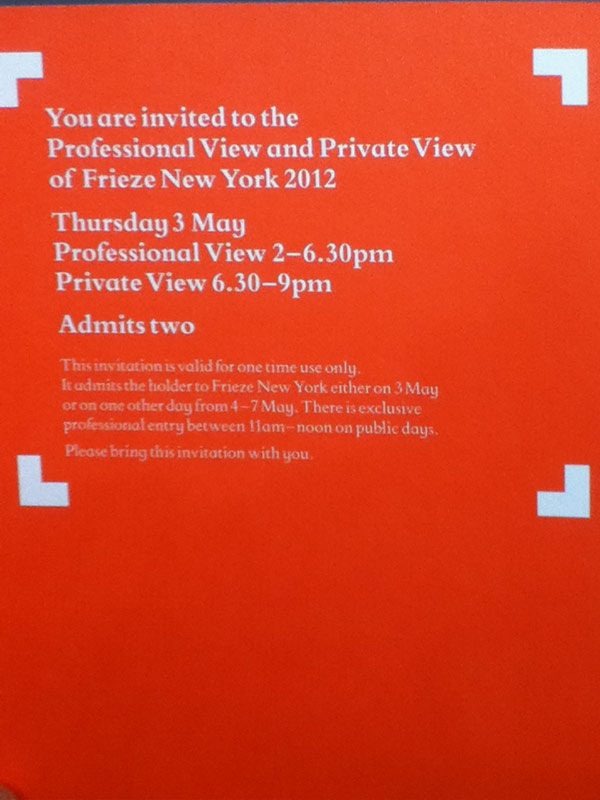 You are invited to the
Professional View and Private View
of Frieze New York 2012
Thursday 3 May
Professional View 2–6.30pm
Private View 6.30–9pm
Admits two
This invitation is valid for one time use only.
It admits the holder to Frieze New York either on 3 May
or on one other day from 4–7 May. There is exclusive
professional entry between 11am–noon on public days.
Please bring this invitation with you.